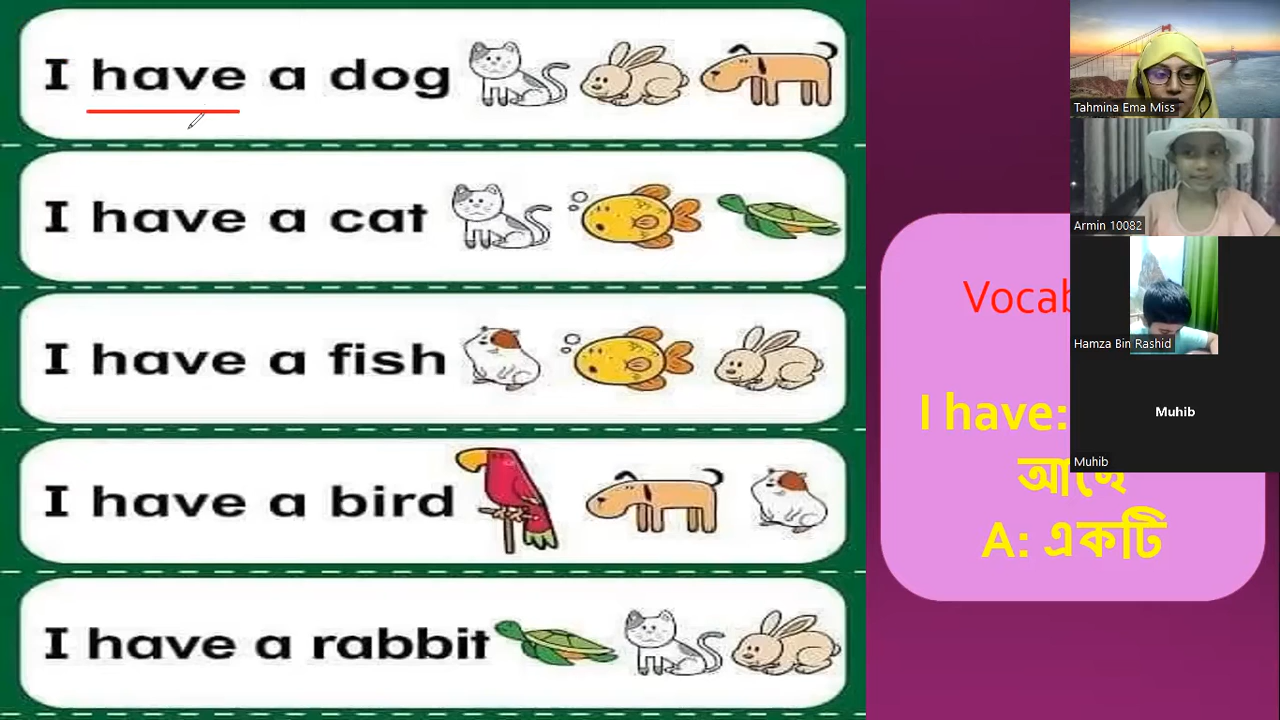 I have a dog
I have a cat
I have a fish
I have a bird
I have a rabbit
I have:
আছে
A: একটি
Tahmina Ema Miss
Armin 10082
Hamza Bin Rashid
Muhib
Muhib